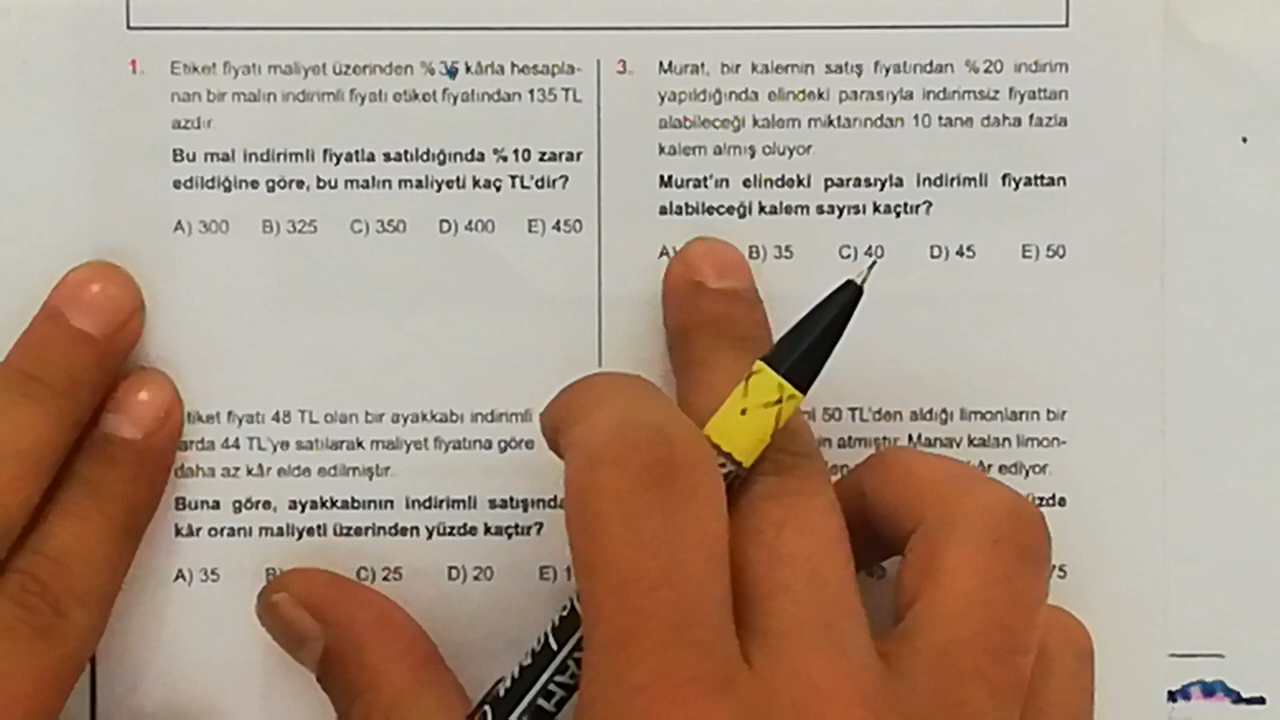 1. Etiket fiyatı maliyet üzerinden % 35 kârla hesapla-
nan bir malın indirimli fiyatı etiket fiyatından 135 TL
azdır.
Bu mal indirimli fiyatla satıldığında % 10 zarar
edildiğine göre, bu malın maliyeti kaç TL'dir?
A) 300 B) 325 C) 350 D) 400 E) 450
tiket fiyatı 48 TL olan bir ayakkabı indirimli
arda 44 TL'ye satılarak maliyet fiyatına göre
daha az kâr elde edilmiştir.
Buna göre, ayakkabının indirimli satışında
kâr oranı maliyeti üzerinden yüzde kaçtır?
A) 35 C) 25 D) 20 E) 1
3. Murat, bir kalemin satış fiyatından % 20 indirim
yapıldığında elindeki parasıyla indirimsiz fiyattan
alabileceği kalem miktarından 10 tane daha fazla
kalem almış oluyor.
Murat'ın elindeki parasıyla indirimli fiyattan
alabileceği kalem sayısı kaçtır?
A) B) 35 C) 40 D) 45 E) 50
50 TL'den aldığı limonların bir
atmıştır. Manav kalan limon-
ediyor.